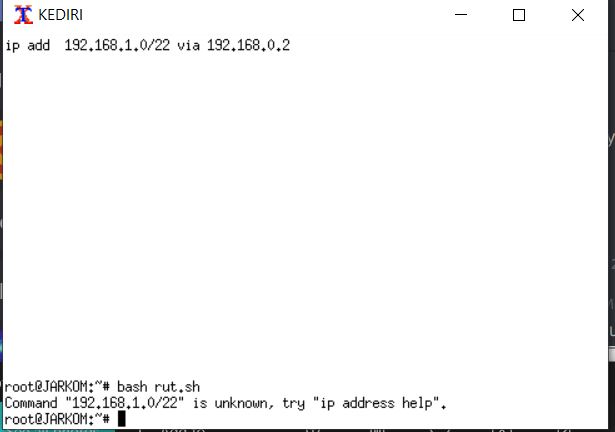 KEDIRI
ip add  192.168.1.0/22 via 192.168.0.2
root@JARKOM:~# bash rut.sh
Command "192.168.1.0/22" is unknown, try "ip address help".
root@JARKOM:~#